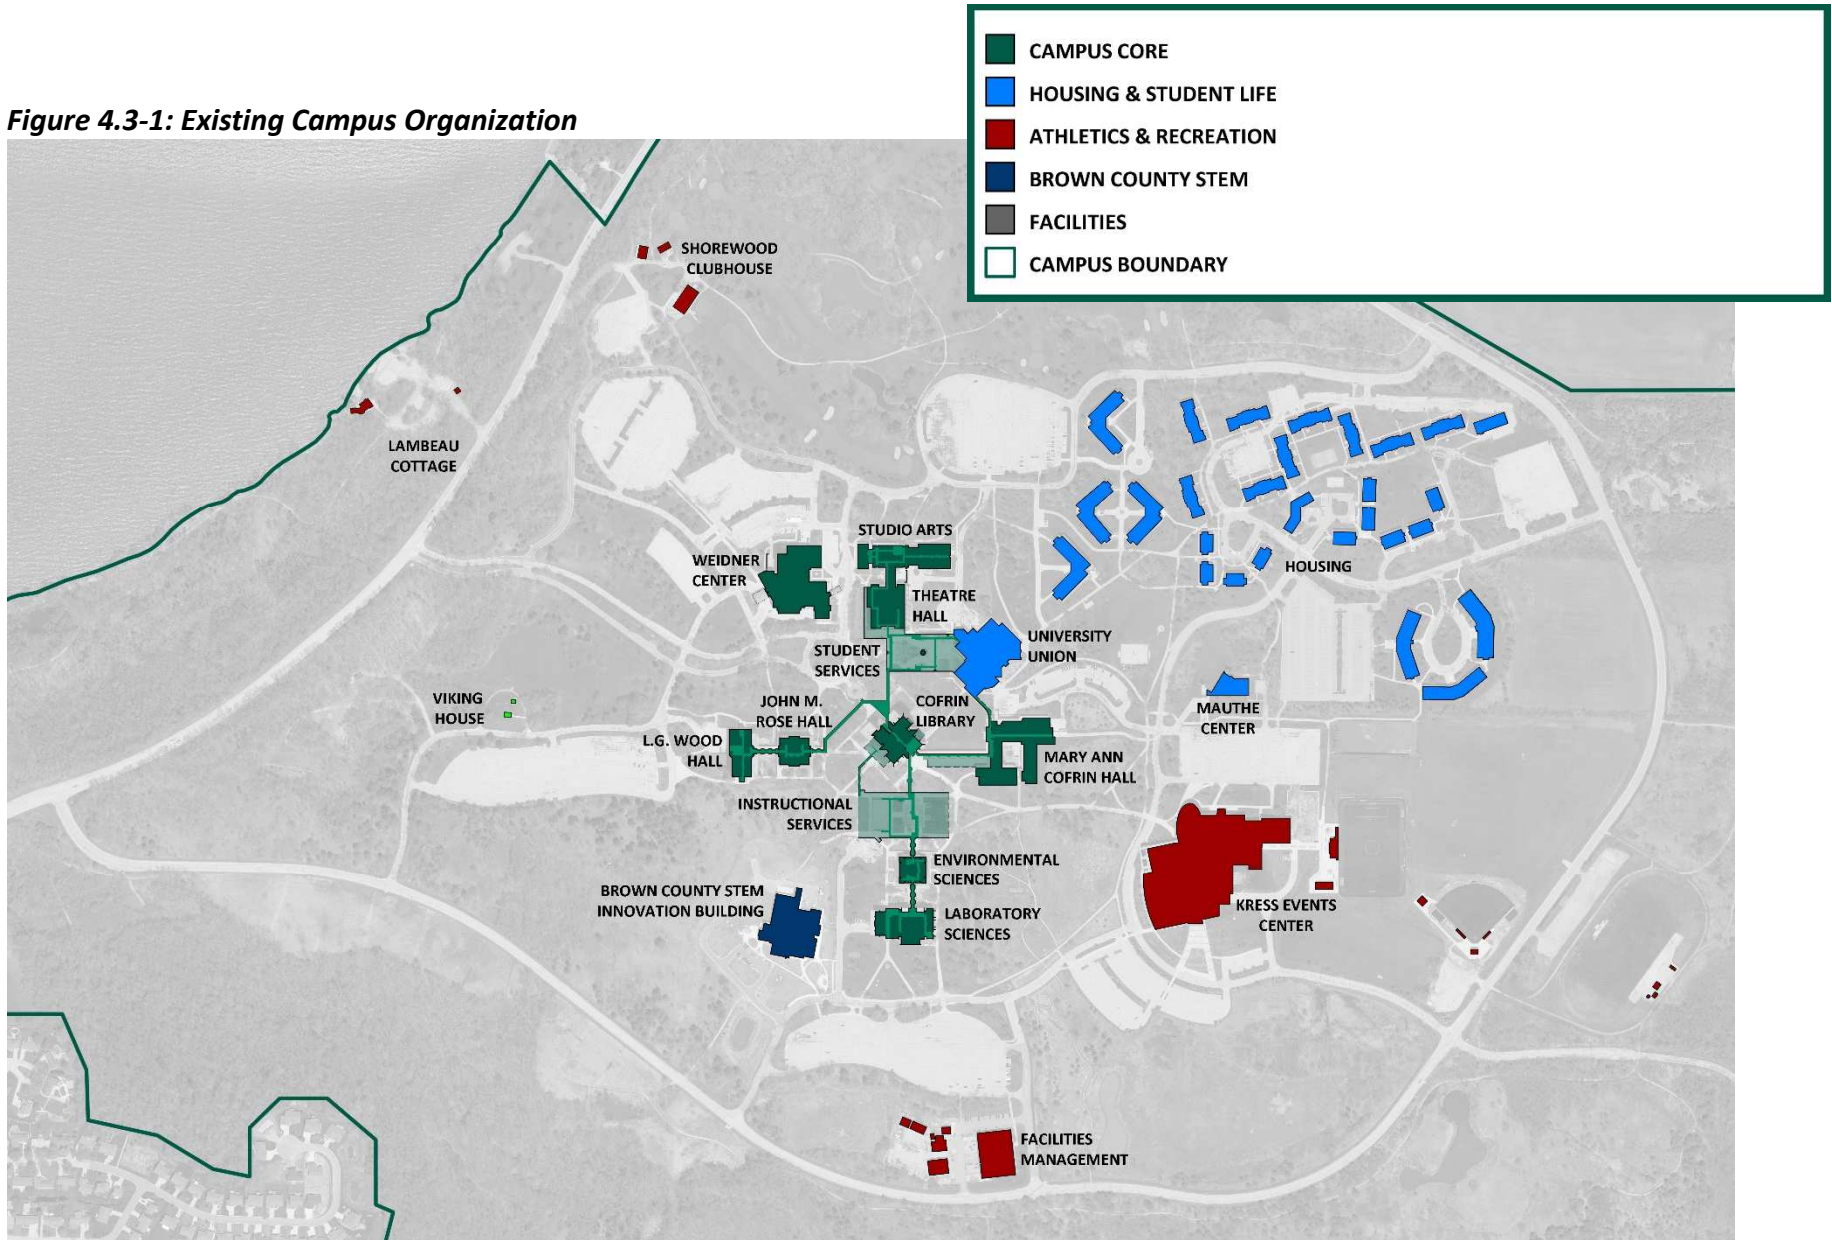 CAMPUS CORE
HOUSING & STUDENT LIFE
ATHLETICS & RECREATION
BROWN COUNTY STEM
FACILITIES
CAMPUS BOUNDARY
Figure 4.3-1: Existing Campus Organization
SHOREWOOD
CLUBHOUSE
LAMBEAU
COTTAGE
STUDIO ARTS
WEIDNER
CENTER
HOUSING
THEATRE
HALL
UNIVERSITY
UNION
STUDENT
SERVICES
VIKING
HOUSE
JOHN M.
ROSE HALL
COFRIN
LIBRARY
MAUTHE
CENTER
L.G. WOOD
HALL
MARY ANN
COFRIN HALL
INSTRUCTIONAL
SERVICES
ENVIRONMENTAL
SCIENCES
BROWN COUNTY STEM
INNOVATION BUILDING
KRESS EVENTS
CENTER
LABORATORY
SCIENCES
FACILITIES
MANAGEMENT